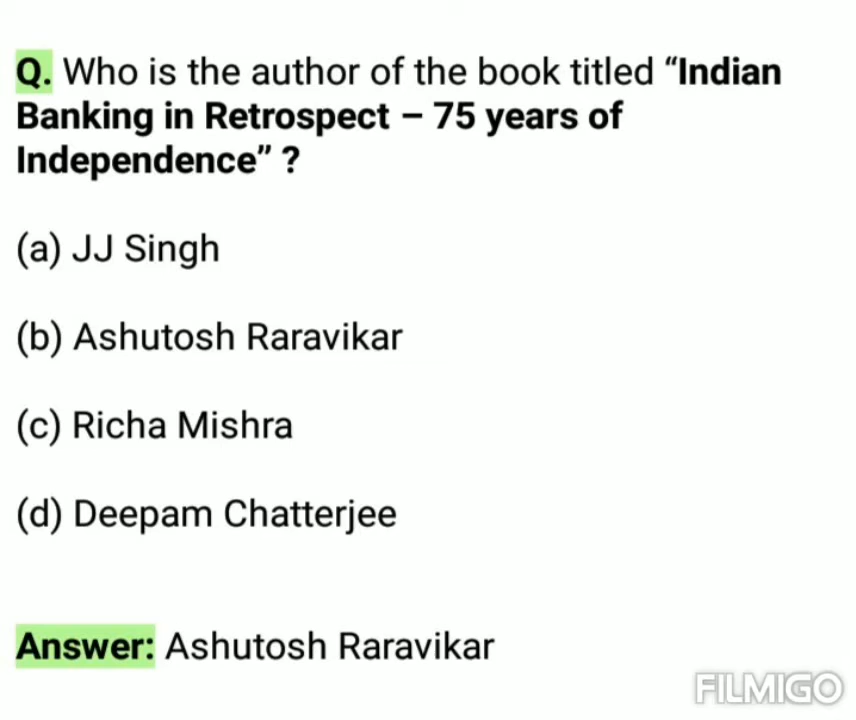 Q. Who is the author of the book titled “Indian
Banking in Retrospect – 75 years of
Independence” ?
(a) JJ Singh
(b) Ashutosh Raravikar
(c) Richa Mishra
(d) Deepam Chatterjee
Answer: Ashutosh Raravikar
FILMIGO